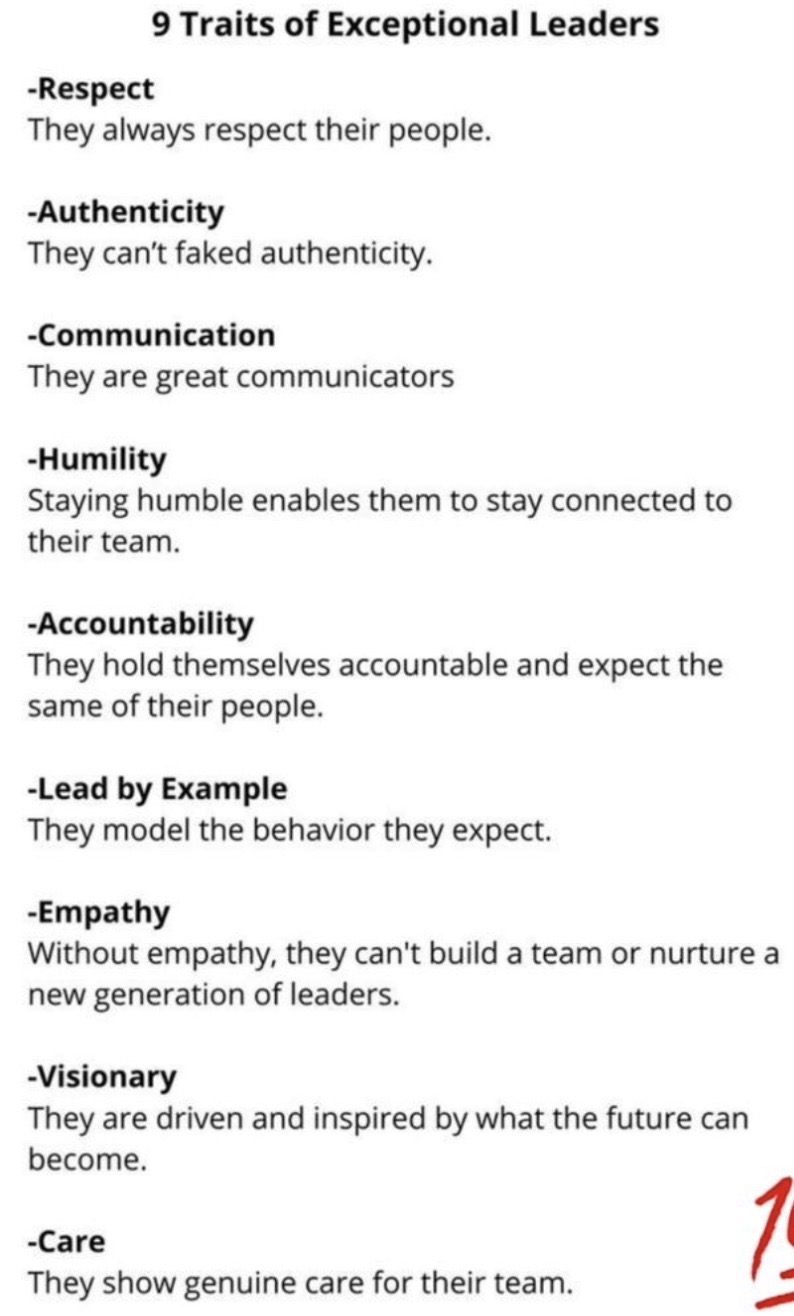 9 Traits of Exceptional Leaders
-Respect
They always respect their people.
-Authenticity
They can't faked authenticity.
-Communication
They are great communicators
-Humility
Staying humble enables them to stay connected to
their team.
-Accountability
They hold themselves accountable and expect the
same of their people.
-Lead by Example
They model the behavior they expect.
-Empathy
Without empathy, they can't build a team or nurture a
new generation of leaders.
-Visionary
They are driven and inspired by what the future can
become.
-Care
They show genuine care for their team.